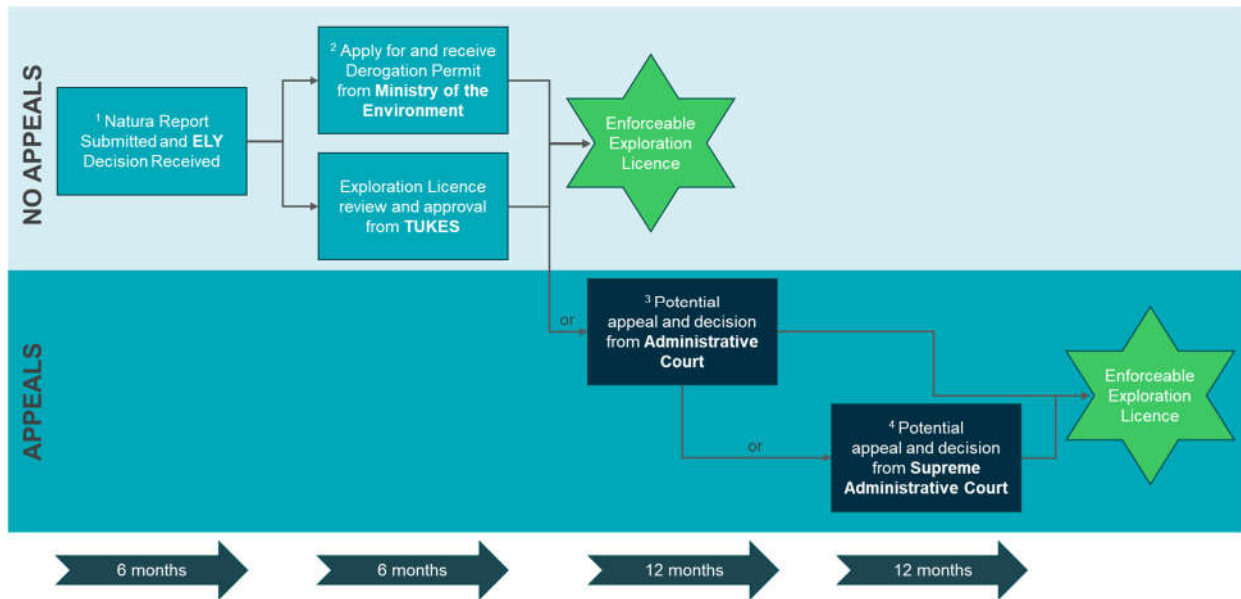 NO APPEALS
¹ Natura Report
Submitted and ELY
Decision Received
² Apply for and receive
Derogation Permit
from Ministry of the
Environment
Exploration Licence
review and approval
from TUKES
Enforceable
Exploration
Licence
APPEALS
or
³ Potential
appeal and decision
from Administrative
Court
or
⁴ Potential
appeal and decision
from Supreme
Administrative Court
Enforceable
Exploration
Licence
6 months
6 months
12 months
12 months